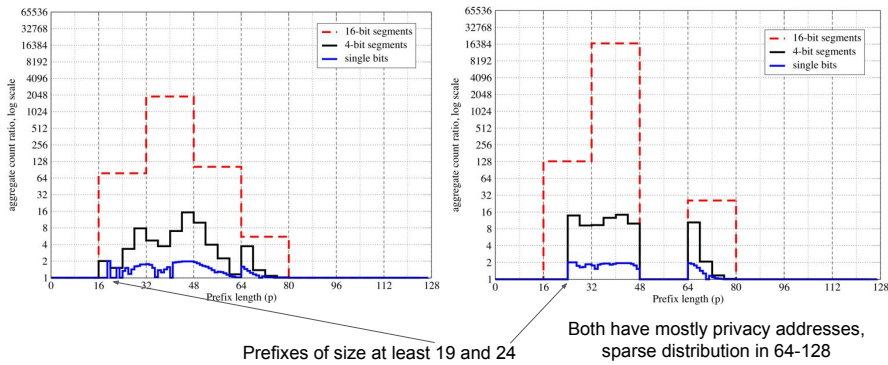 65536
32768
16384
8192
4096
2048
1024
512
256
128
64
32
16
8
4
2
1
aggregate count ratio, log scale
16-bit segments
4-bit segments
single bits
0 16 32 48 64 80 96 112 128
Prefix length (p)
65536
32768
16384
8192
4096
2048
1024
512
256
128
64
32
16
8
4
2
1
aggregate count ratio, log scale
16-bit segments
4-bit segments
single bits
0 16 32 48 64 80 96 112 128
Prefix length (p)
Prefixes of size at least 19 and 24
Both have mostly privacy addresses,
sparse distribution in 64-128